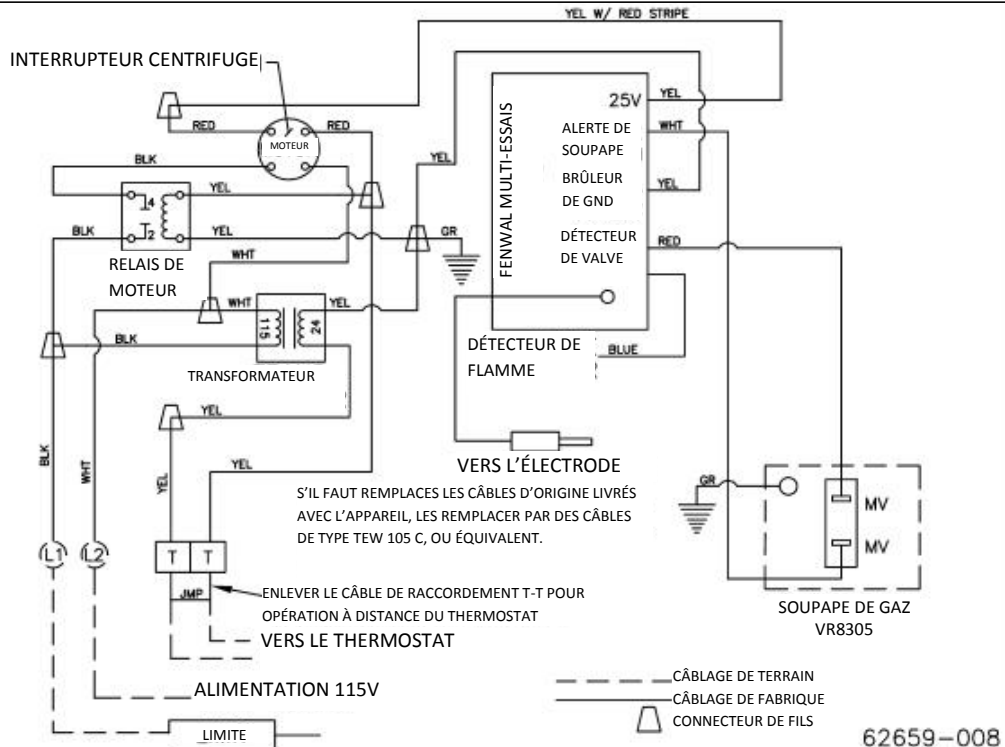 YEL W/ RED STRIPE
INTERRUPTEUR CENTRIFUGE
RED
RED
MOTEUR
BLK
YEL
4
2
BLK
YEL
GR
RELAIS DE
MOTEUR
WHT
WHT
YEL
115
24
BLK
TRANSFORMATEUR
YEL
YEL
YEL
YEL
BLK
WHT
FENWAL MULTI-ESSAIS
25V
YEL
ALERTE DE
SOUPAPE
WHT
BRÛLEUR
DE GND
YEL
DÉTECTEUR
DE VALVE
RED
DÉTECTEUR DE
FLAMME
BLUE
VERS L'ÉLECTRODE
S'IL FAUT REMPLACES LES CÂBLES D'ORIGINE LIVRÉS
AVEC L'APPAREIL, LES REMPLACER PAR DES CÂBLES
DE TYPE TEW 105 C, OU ÉQUIVALENT.
GR
MV
MV
SOUPAPE DE GAZ
VR8305
L1
L2
T T
JMP
ENLEVER LE CÂBLE DE RACCORDEMENT T-T POUR
OPÉRATION À DISTANCE DU THERMOSTAT
VERS LE THERMOSTAT
ALIMENTATION 115V
LIMITE
CÂBLAGE DE TERRAIN
CÂBLAGE DE FABRIQUE
CONNECTEUR DE FILS
62659-008